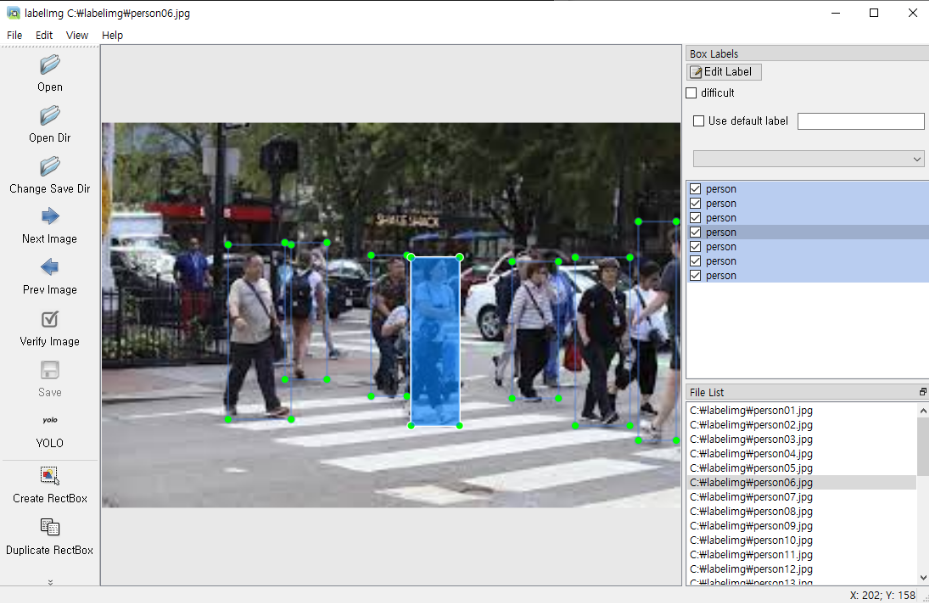 labelImg C:₩labelimg₩person06.jpg
File Edit View Help
Open
Open Dir
Change Save Dir
Next Image
Prev Image
Verify Image
Save
yolo
YOLO
Create RectBox
Duplicate RectBox
SHAKE SHACK
Box Labels
Edit Label
difficult
Use default label
person
person
person
person
person
person
person
File List
C:₩labelimg₩person01.jpg
C:₩labelimg₩person02.jpg
C:₩labelimg₩person03.jpg
C:₩labelimg₩person04.jpg
C:₩labelimg₩person05.jpg
C:₩labelimg₩person06.jpg
C:₩labelimg₩person07.jpg
C:₩labelimg₩person08.jpg
C:₩labelimg₩person09.jpg
C:₩labelimg₩person10.jpg
C:₩labelimg₩person11.jpg
C:₩labelimg₩person12.jpg
C:₩labelimg₩person13.jpg
X: 202; Y: 158